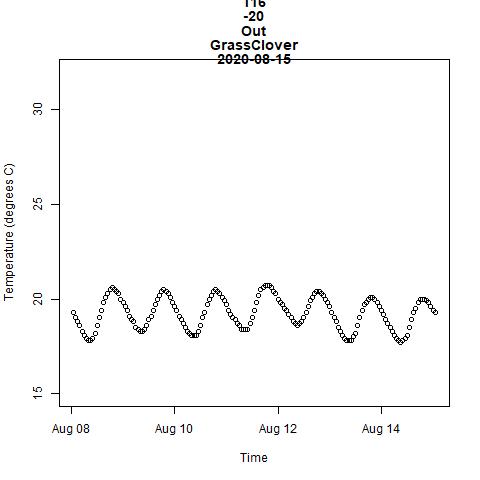 T16
-20
Out
GrassClover
2020-08-15
Temperature (degrees C)
30
25
20
15
Aug 08 Aug 10 Aug 12 Aug 14
Time